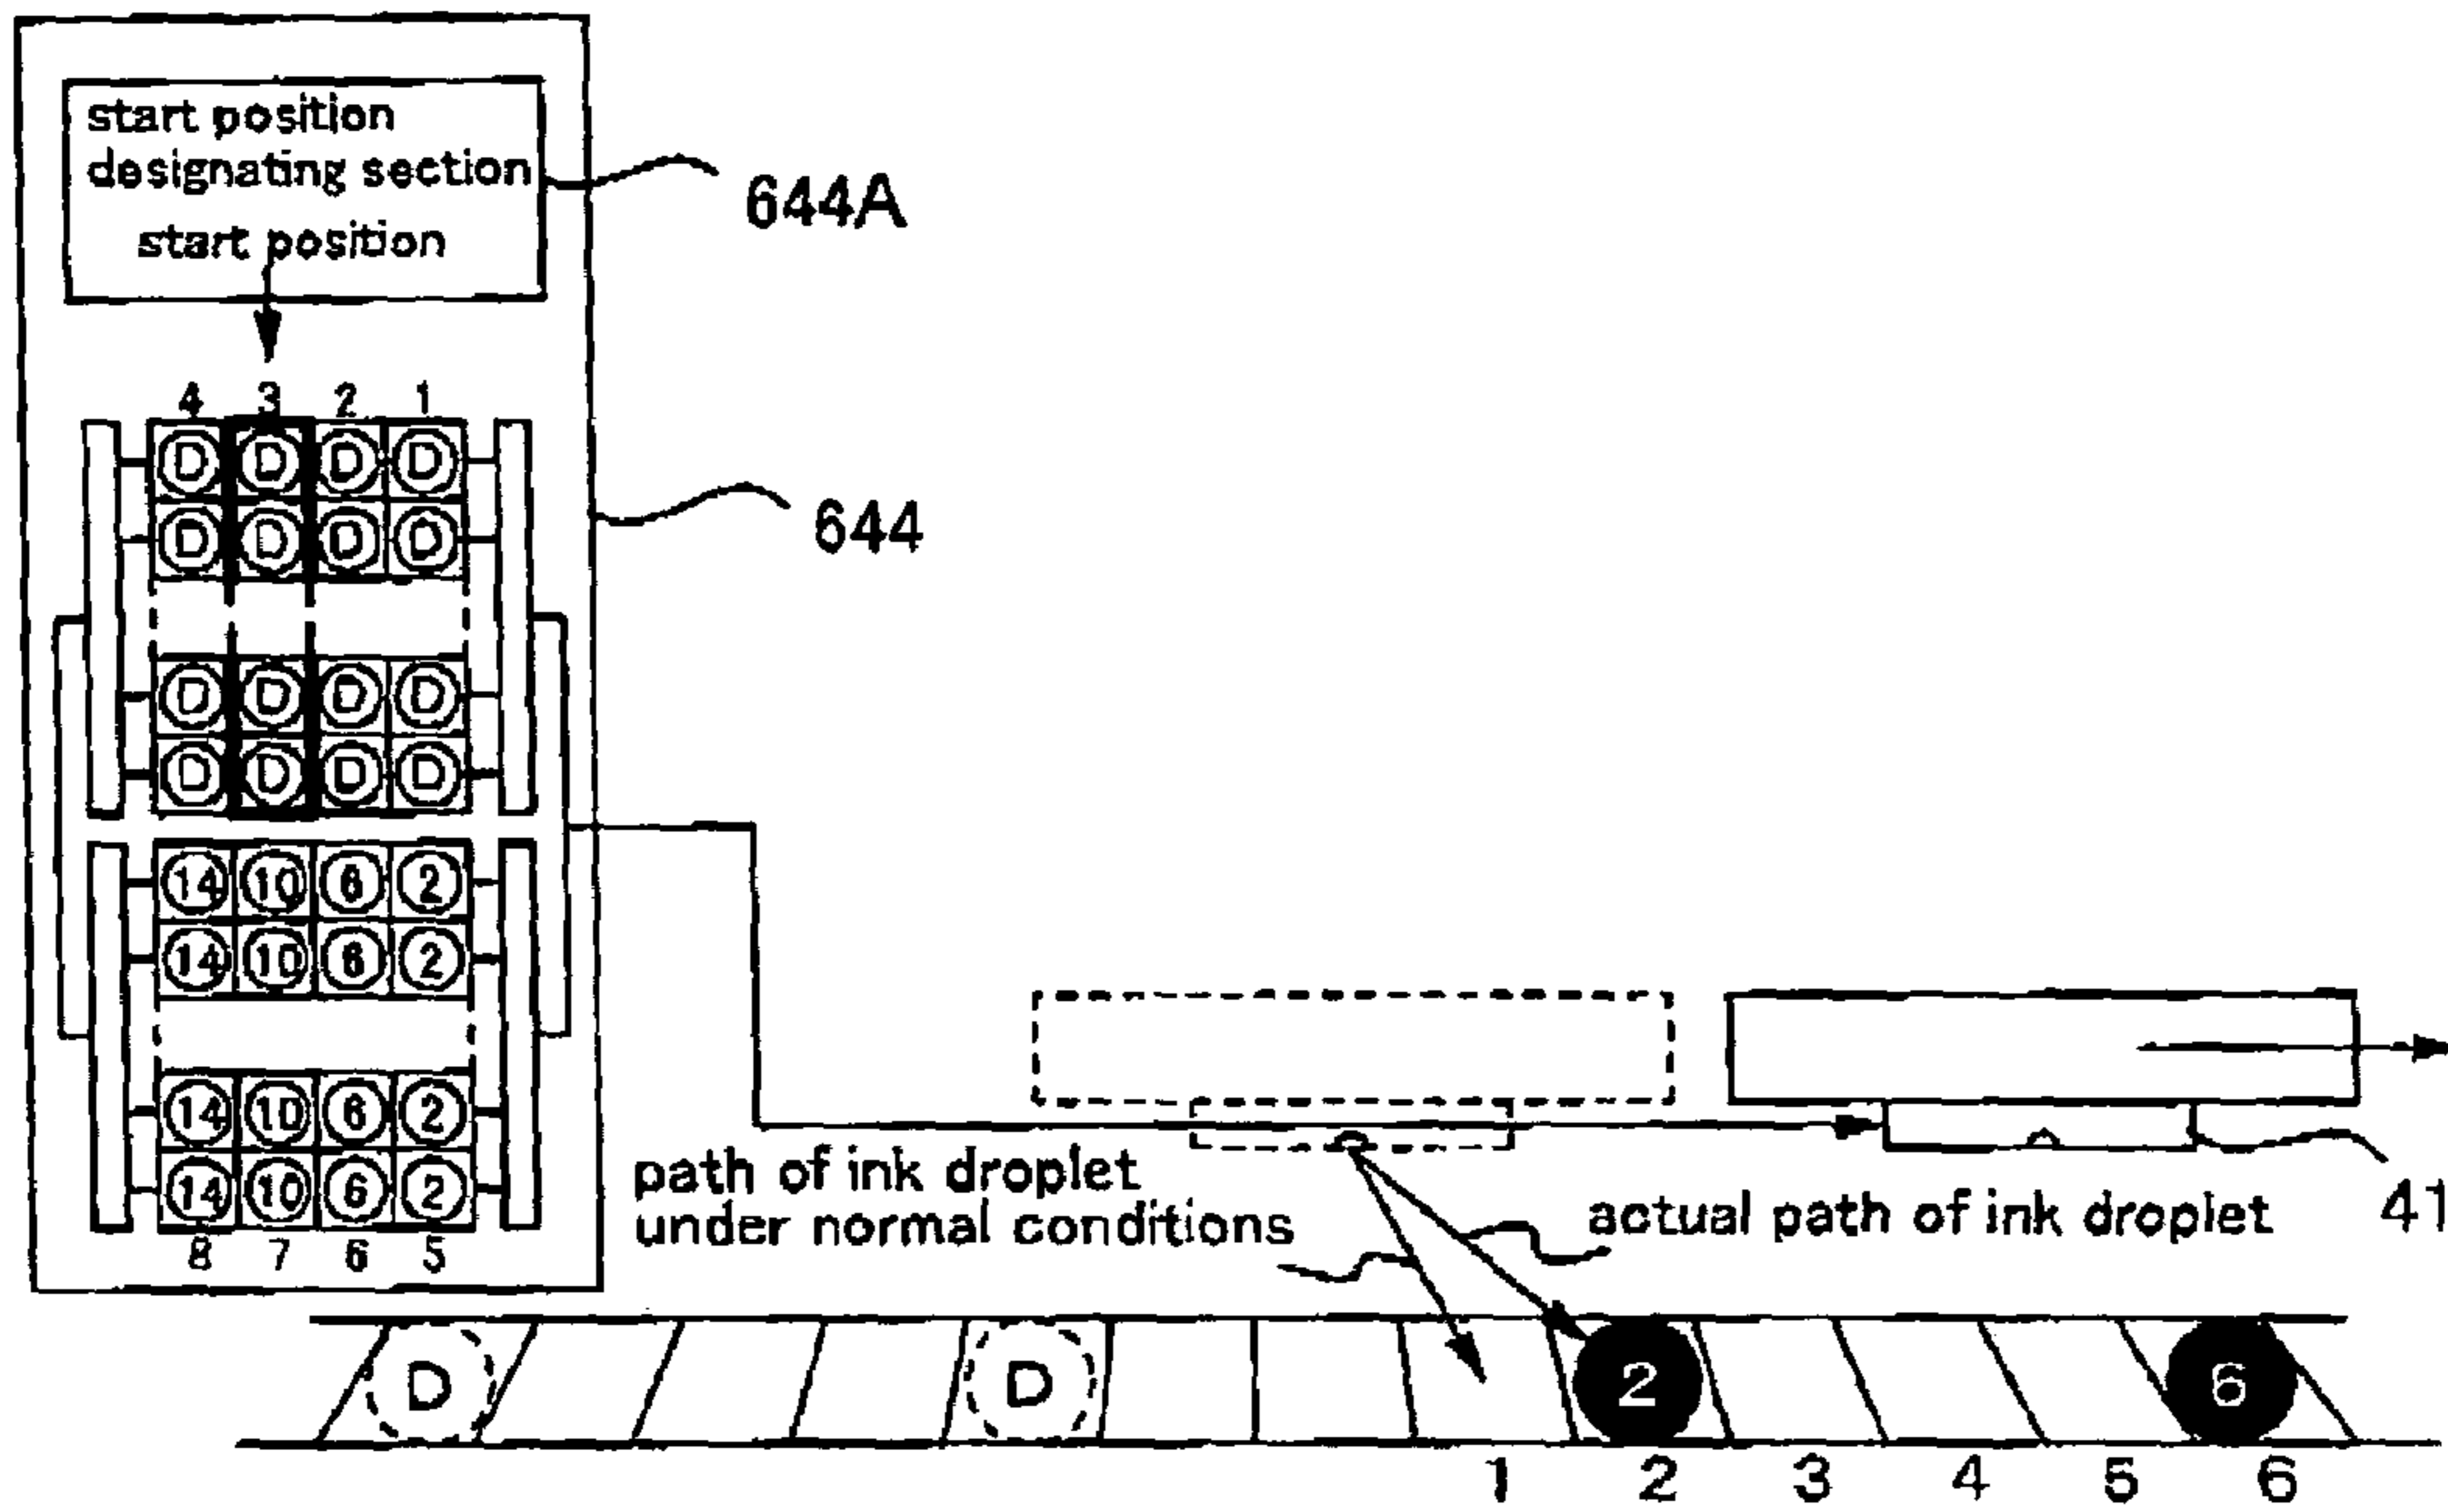 start position
designating section
start position
644A
4 3 2 1
D D D D
D D D D
644
D D D D
D D D D
14 10 6 2
14 10 6 2
14 10 6 2
14 10 6 2
8 7 6 5
path of ink droplet
under normal conditions
actual path of ink droplet
41
D D 2 6
1 2 3 4 5 6